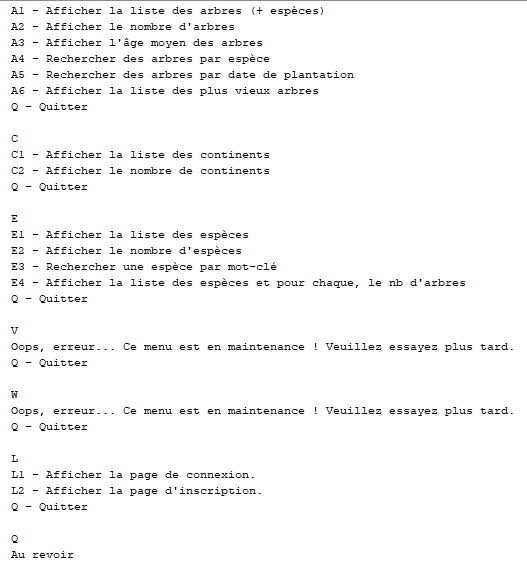 A1 - Afficher la liste des arbres (+ espèces)
A2 - Afficher le nombre d'arbres
A3 - Afficher l'âge moyen des arbres
A4 - Rechercher des arbres par espèce
A5 - Rechercher des arbres par date de plantation
A6 - Afficher la liste des plus vieux arbres
Q - Quitter
C
C1 - Afficher la liste des continents
C2 - Afficher le nombre de continents
Q - Quitter
E
E1 - Afficher la liste des espèces
E2 - Afficher le nombre d'espèces
E3 - Rechercher une espèce par mot-clé
E4 - Afficher la liste des espèces et pour chaque, le nb d'arbres
Q - Quitter
V
Oops, erreur... Ce menu est en maintenance ! Veuillez essayez plus tard.
Q - Quitter
W
Oops, erreur... Ce menu est en maintenance ! Veuillez essayez plus tard.
Q - Quitter
L
L1 - Afficher la page de connexion.
L2 - Afficher la page d'inscription.
Q - Quitter
Q
Au revoir